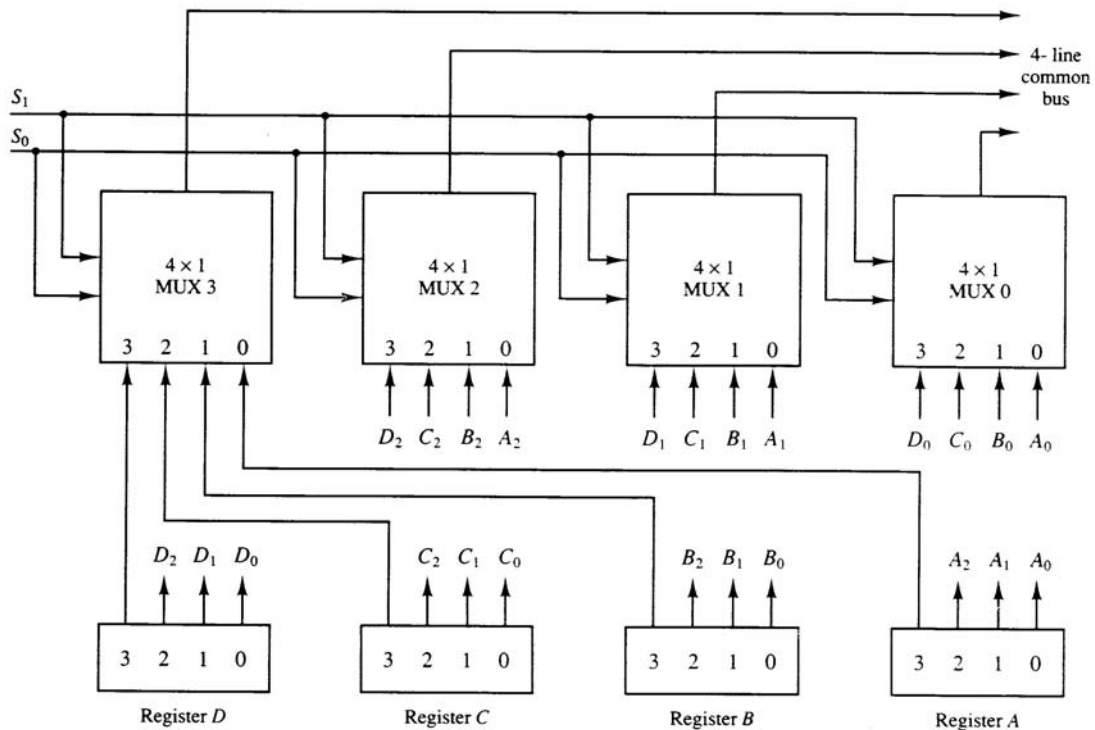 4- line
common
bus
S₁
S₀
4 × 1
MUX 3
3 2 1 0
4 × 1
MUX 2
3 2 1 0
4 × 1
MUX 1
3 2 1 0
4 × 1
MUX 0
3 2 1 0
D₂ C₂ B₂ A₂
D₁ C₁ B₁ A₁
D₀ C₀ B₀ A₀
D₂ D₁ D₀
C₂ C₁ C₀
B₂ B₁ B₀
A₂ A₁ A₀
3 2 1 0
3 2 1 0
3 2 1 0
3 2 1 0
Register D
Register C
Register B
Register A